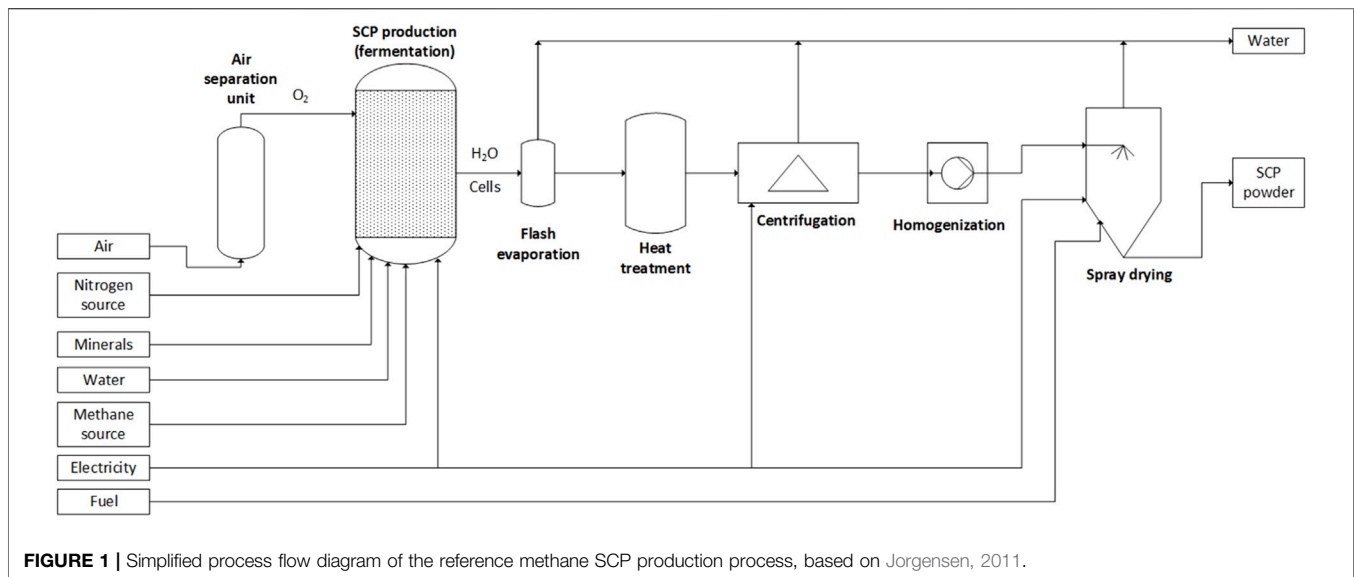 SCP production
(fermentation)
Air
separation
unit
O₂
Water
H₂O
Cells
SCP
powder
Flash
evaporation
Heat
treatment
Centrifugation
Homogenization
Spray drying
Air
Nitrogen
source
Minerals
Water
Methane
source
Electricity
Fuel
FIGURE 1 | Simplified process flow diagram of the reference methane SCP production process, based on Jorgensen, 2011.